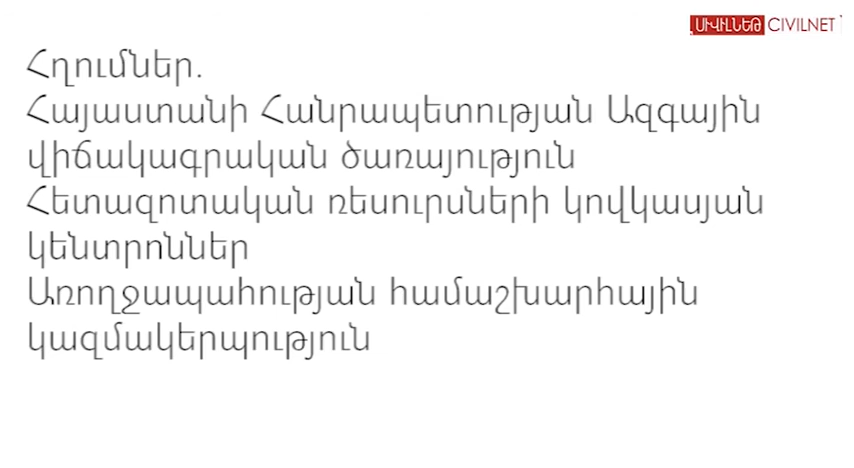 ՍԻՎԻԼՆԵԹ CIVILNET
Հղումներ.
Հայաստանի Հանրապետության Ազգային
վիճակագրական ծառայություն
Հետազոտական ռեսուրսների կովկասյան
կենտրոններ
Առողջապահության համաշխարհային
կազմակերպություն